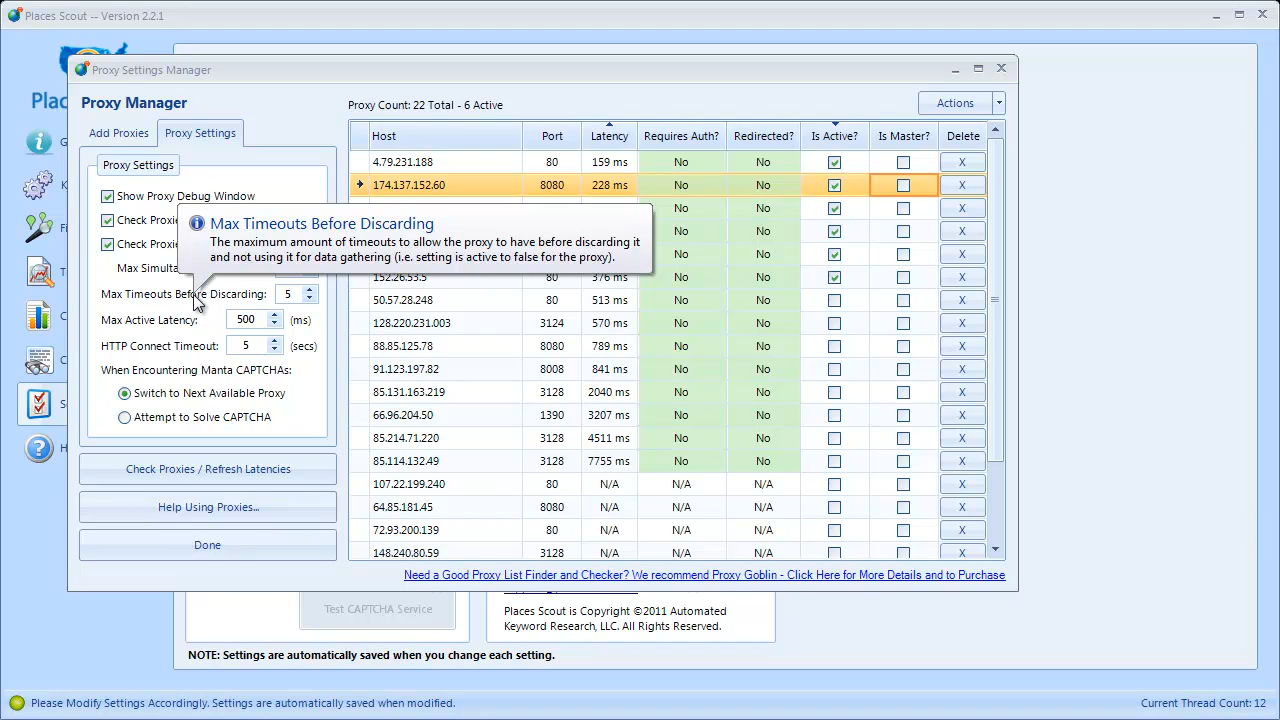 Places Scout -- Version 2.2.1
Proxy Settings Manager
Plac
Proxy Manager
Proxy Count: 22 Total - 6 Active
Actions
Add Proxies
Proxy Settings
Proxy Settings
Show Proxy Debug Window
Check Proxie
Check Proxie
Max Simulta
Max Timeouts Before Discarding: 5
Max Active Latency: 500 (ms)
HTTP Connect Timeout: 5 (secs)
When Encountering Manta CAPTCHAs:
Switch to Next Available Proxy
Attempt to Solve CAPTCHA
Check Proxies / Refresh Latencies
Help Using Proxies...
Done
Max Timeouts Before Discarding
The maximum amount of timeouts to allow the proxy to have before discarding it
and not using it for data gathering (i.e. setting is active to false for the proxy).
Host Port Latency Requires Auth? Redirected? Is Active? Is Master? Delete
4.79.231.188 80 159 ms No No X
174.137.152.60 8080 228 ms No No X
X
X
X
152.26.53.5 80 376 ms No No X
50.57.28.248 80 513 ms No No X
128.220.231.003 3124 570 ms No No X
88.85.125.78 8080 789 ms No No X
91.123.197.82 8008 841 ms No No X
85.131.163.219 3128 2040 ms No No X
66.96.204.50 1390 3207 ms No No X
85.214.71.220 3128 4511 ms No No X
85.114.132.49 3128 7755 ms No No X
107.22.199.240 80 N/A N/A N/A X
64.85.181.45 8080 N/A N/A N/A X
72.93.200.139 80 N/A N/A N/A X
148.240.80.59 3128 N/A N/A N/A X
Need a Good Proxy List Finder and Checker? We recommend Proxy Goblin - Click Here for More Details and to Purchase
Test CAPTCHA Service
Places Scout is Copyright ©2011 Automated
Keyword Research, LLC. All Rights Reserved.
NOTE: Settings are automatically saved when you change each setting.
Please Modify Settings Accordingly. Settings are automatically saved when modified.
Current Thread Count: 12